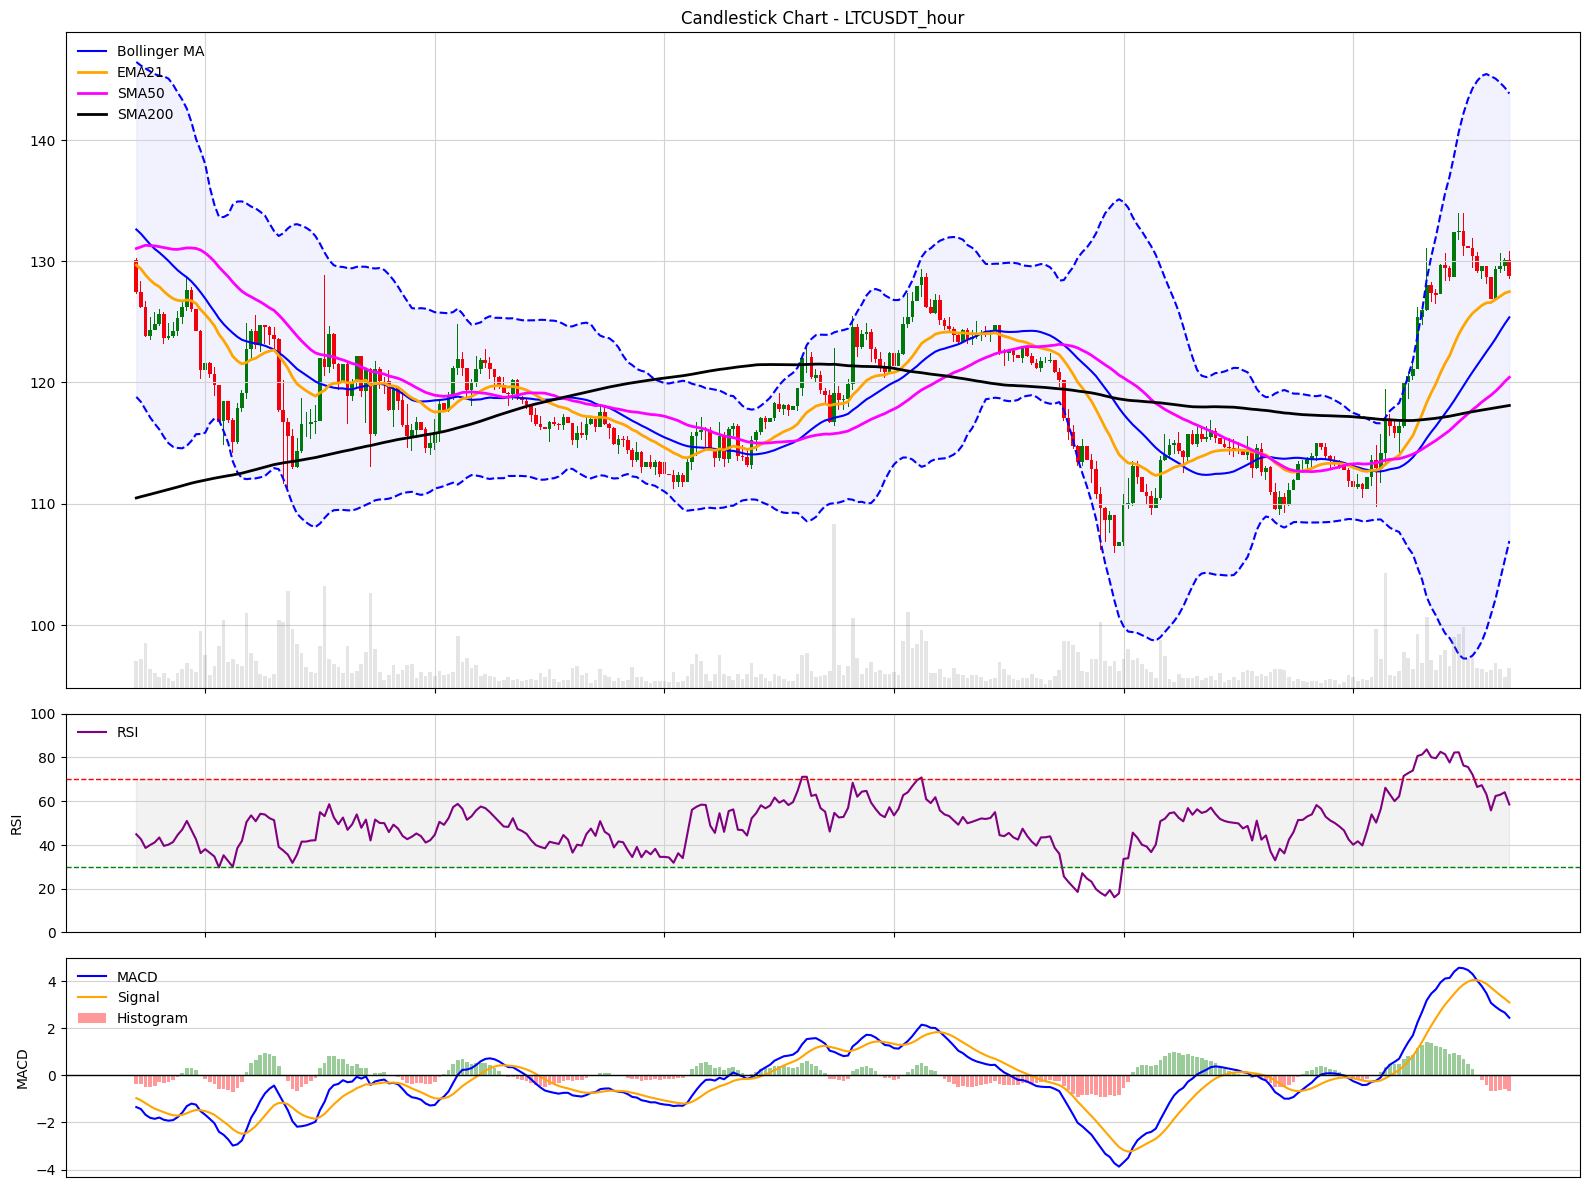 Candlestick Chart - LTCUSDT_hour
Bollinger MA
EMA21
SMA50
SMA200
140
130
120
110
100
RSI
100
80
60
40
20
0
RSI
MACD
Signal
Histogram
4
2
0
−2
−4
MACD